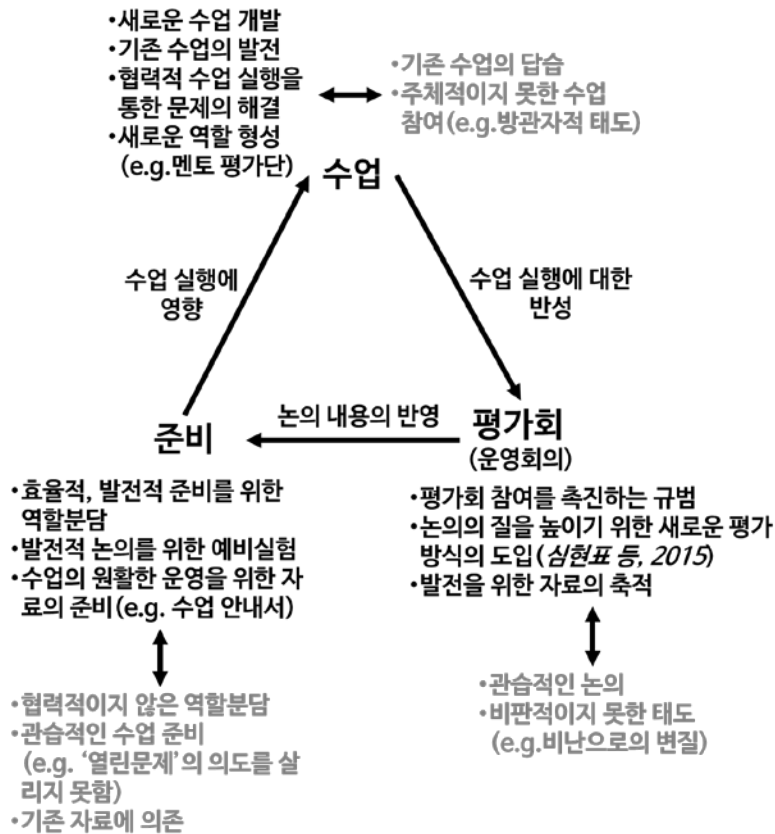 •새로운 수업 개발
•기존 수업의 발전
•협력적 수업 실행을
통한 문제의 해결
•새로운 역할 형성
(e.g.멘토 평가단)
•기존 수업의 답습
•주체적이지 못한 수업
참여(e.g.방관자적 태도)
수업
수업 실행에
영향
수업 실행에 대한
반성
논의 내용의 반영
준비
평가회
(운영회의)
•효율적, 발전적 준비를 위한
역할분담
•발전적 논의를 위한 예비실험
•수업의 원활한 운영을 위한 자
료의 준비(e.g. 수업 안내서)
•평가회 참여를 촉진하는 규범
•논의의 질을 높이기 위한 새로운 평가
방식의 도입(심현표 등, 2015)
•발전을 위한 자료의 축적
•협력적이지 않은 역할분담
•관습적인 수업 준비
(e.g. ‘열린문제’의 의도를 살
리지 못함)
•기존 자료에 의존
•관습적인 논의
•비판적이지 못한 태도
(e.g.비난으로의 변질)